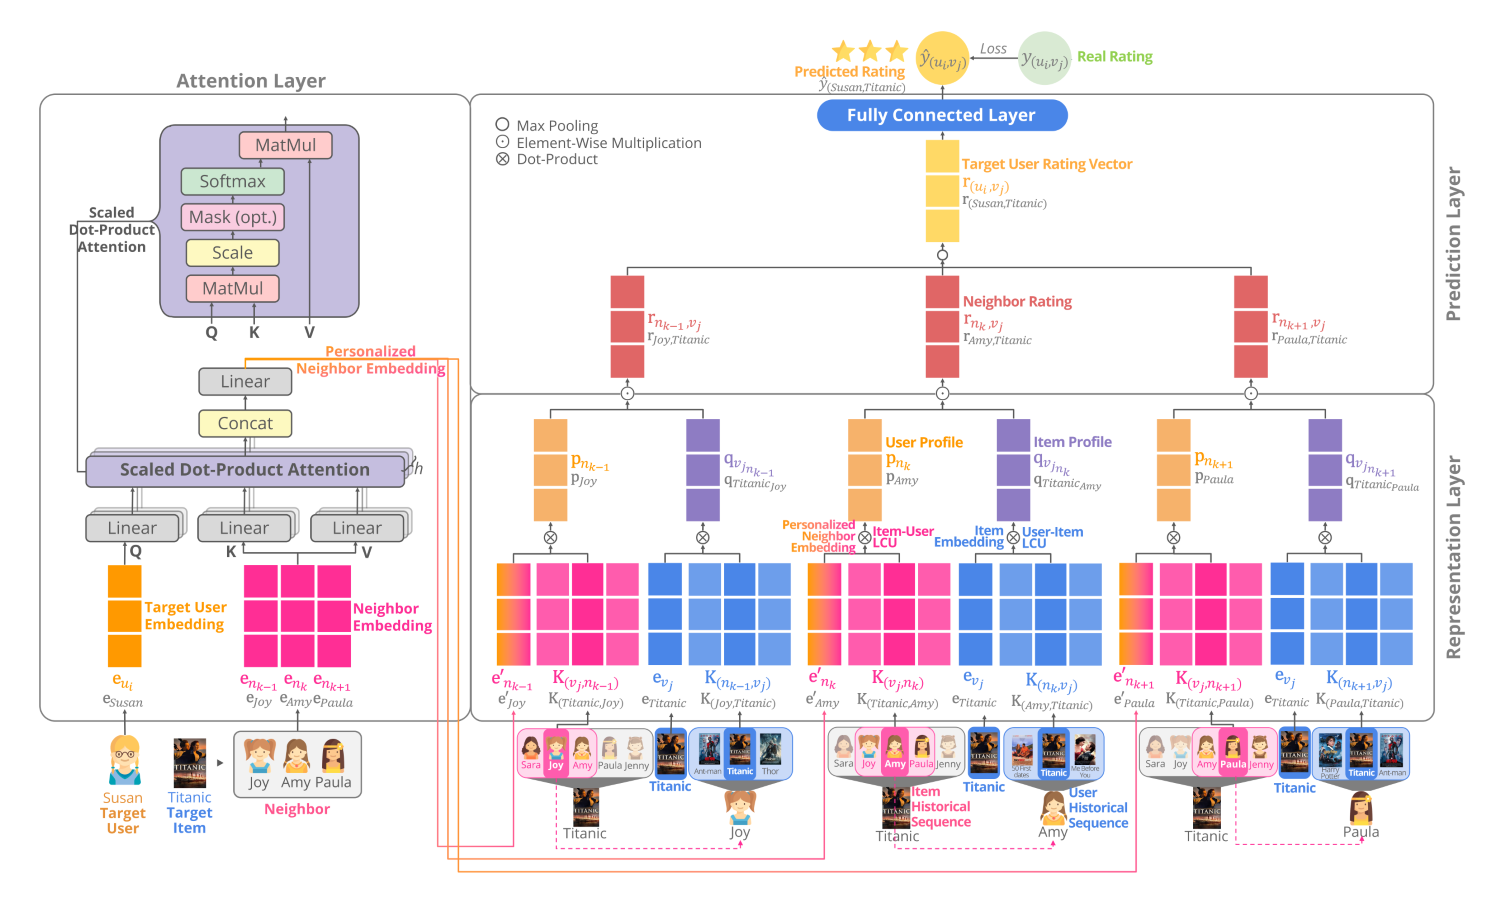 Attention Layer
MatMul
Softmax
Mask (opt.)
Scale
MatMul
Q K V
Scaled
Dot-Product
Attention
Personalized
Neighbor Embedding
Linear
Concat
Scaled Dot-Product Attention
h
Linear Linear Linear
Q K V
Target User
Embedding
Neighbor
Embedding
e_{u_i} e_{n_{k-1}} e_{n_k} e_{n_{k+1}}
e_{Susan} e_{Joy} e_{Amy} e_{Paula}
Joy Amy Paula
Susan
Target
User
Titanic
Target
Item
Neighbor
Predicted Rating
ŷ_{(Susan,Titanic)}
ŷ_{(u_i,v_j)}
Loss
y_{(u_i,v_j)}
Real Rating
Fully Connected Layer
Max Pooling
Element-Wise Multiplication
Dot-Product
Target User Rating Vector
r_{(u_i,v_j)}
r_{(Susan,Titanic)}
Prediction Layer
Neighbor Rating
r_{n_{k-1},v_j} r_{n_k,v_j} r_{n_{k+1},v_j}
r_{Joy,Titanic} r_{Amy,Titanic} r_{Paula,Titanic}
Representation Layer
User Profile Item Profile
p_{n_{k-1}} q_{v_{j_{n_{k-1}}}} p_{n_k} q_{v_{j_{n_k}}} p_{n_{k+1}} q_{v_{j_{n_{k+1}}}}
p_{Joy} q_{Titanic_{Joy}} p_{Amy} q_{Titanic_{Amy}} p_{Paula} q_{Titanic_{Paula}}
Personalized
Neighbor
Embedding
Item-User
LCU
Item
Embedding
User-Item
LCU
e'_{n_{k-1}} K_{(v_j,n_{k-1})} e_{v_j} K_{(n_{k-1},v_j)} e'_{n_k} K_{(v_j,n_k)} e_{v_j} K_{(n_k,v_j)} e'_{n_{k+1}} K_{(v_j,n_{k+1})} e_{v_j} K_{(n_{k+1},v_j)}
e'_{Joy} K_{(Titanic,Joy)} e_{Titanic} K_{(Joy,Titanic)} e'_{Amy} K_{(Titanic,Amy)} e_{Titanic} K_{(Amy,Titanic)} e'_{Paula} K_{(Titanic,Paula)} e_{Titanic} K_{(Paula,Titanic)}
Sara Joy Amy Paula Jenny
TITANIC
Titanic
Ant-man Titanic Thor
Titanic
Joy
Sara Joy Amy Paula Jenny
Titanic
50 First
dates
Titanic
Me Before
You
Item
Historical
Sequence
User
Historical
Sequence
Titanic
Amy
Sara Joy Amy Paula Jenny
Titanic
Harry
Potter
Titanic
Ant-man
Titanic
Paula